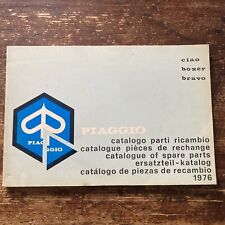 ciao
boxer
bravo
PIAGGIO
PIAGGIO
catalogo parti ricambio
catalogue pièces de rechange
catalogue of spare parts
ersatzteil-katalog
catálogo de piezas de recambio
1976